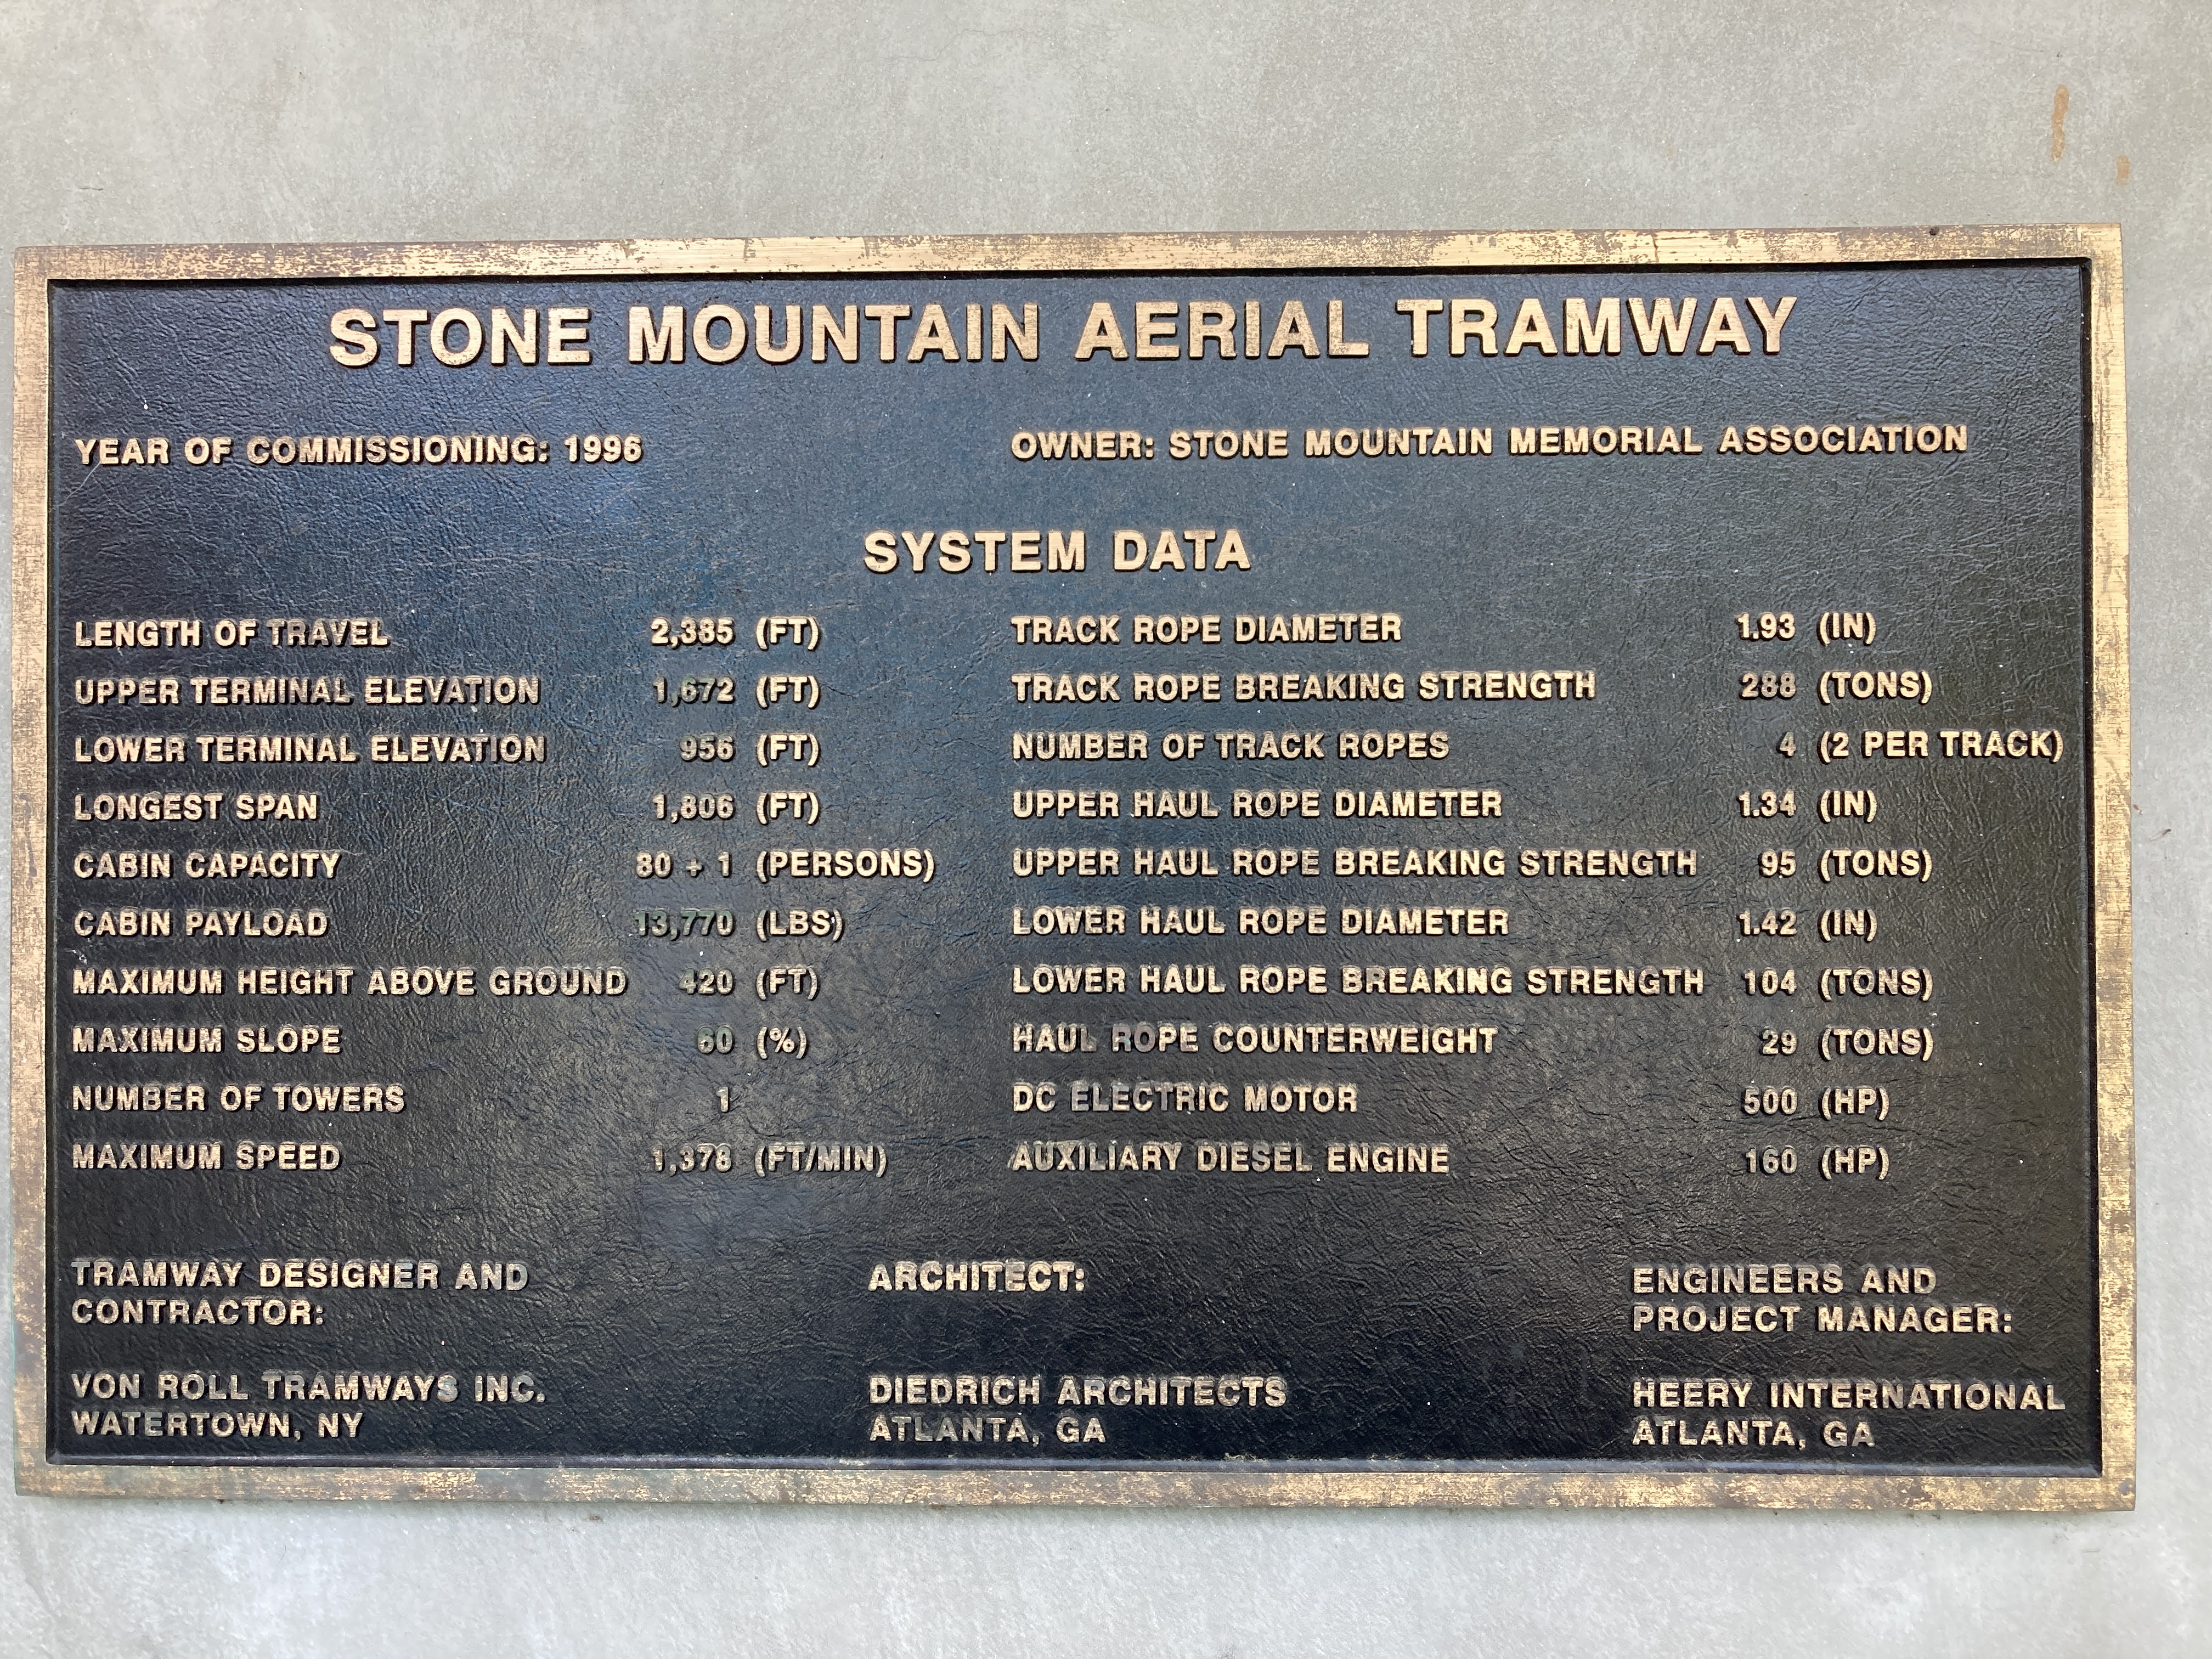 STONE MOUNTAIN AERIAL TRAMWAY
YEAR OF COMMISSIONING: 1996 OWNER: STONE MOUNTAIN MEMORIAL ASSOCIATION
SYSTEM DATA
LENGTH OF TRAVEL 2,385 (FT) TRACK ROPE DIAMETER 1.93 (IN)
UPPER TERMINAL ELEVATION 1,672 (FT) TRACK ROPE BREAKING STRENGTH 288 (TONS)
LOWER TERMINAL ELEVATION 956 (FT) NUMBER OF TRACK ROPES 4 (2 PER TRACK)
LONGEST SPAN 1,806 (FT) UPPER HAUL ROPE DIAMETER 1.34 (IN)
CABIN CAPACITY 80 + 1 (PERSONS) UPPER HAUL ROPE BREAKING STRENGTH 95 (TONS)
CABIN PAYLOAD 13,770 (LBS) LOWER HAUL ROPE DIAMETER 1.42 (IN)
MAXIMUM HEIGHT ABOVE GROUND 420 (FT) LOWER HAUL ROPE BREAKING STRENGTH 104 (TONS)
MAXIMUM SLOPE 60 (%) HAUL ROPE COUNTERWEIGHT 29 (TONS)
NUMBER OF TOWERS 1 DC ELECTRIC MOTOR 500 (HP)
MAXIMUM SPEED 1,378 (FT/MIN) AUXILIARY DIESEL ENGINE 160 (HP)
TRAMWAY DESIGNER AND
CONTRACTOR:
VON ROLL TRAMWAYS INC.
WATERTOWN, NY
ARCHITECT:
DIEDRICH ARCHITECTS
ATLANTA, GA
ENGINEERS AND
PROJECT MANAGER:
HEERY INTERNATIONAL
ATLANTA, GA